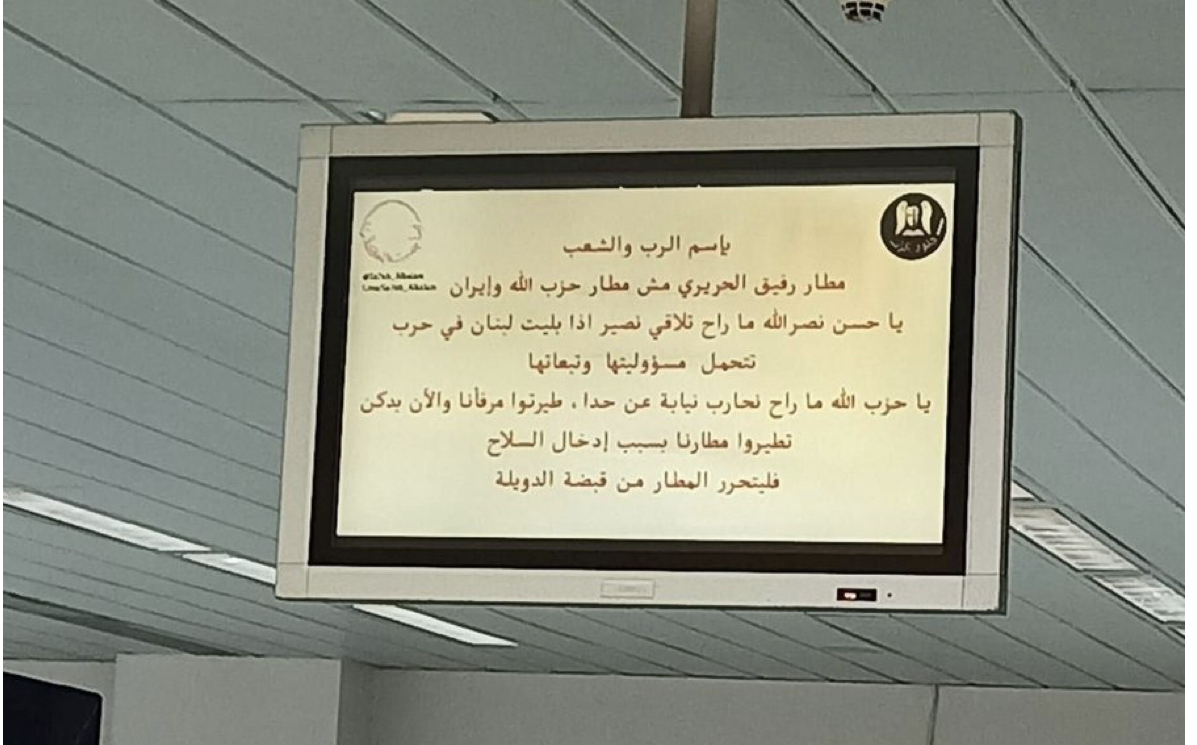 بإسم الرب والشعب
مطار رفيق الحريري مش مطار حزب الله وإيران
يا حسن نصرالله ما راح تلاقي نصير اذا بليت لبنان في حرب
تتحمل مسؤوليتها وتبعاتها
يا حزب الله ما راح نحارب نيابة عن حدا ، طيرتوا مرفأنا والأن بدكن
تطيروا مطارنا بسبب إدخال السلاح
فليتحرر المطار من قبضة الدويلة